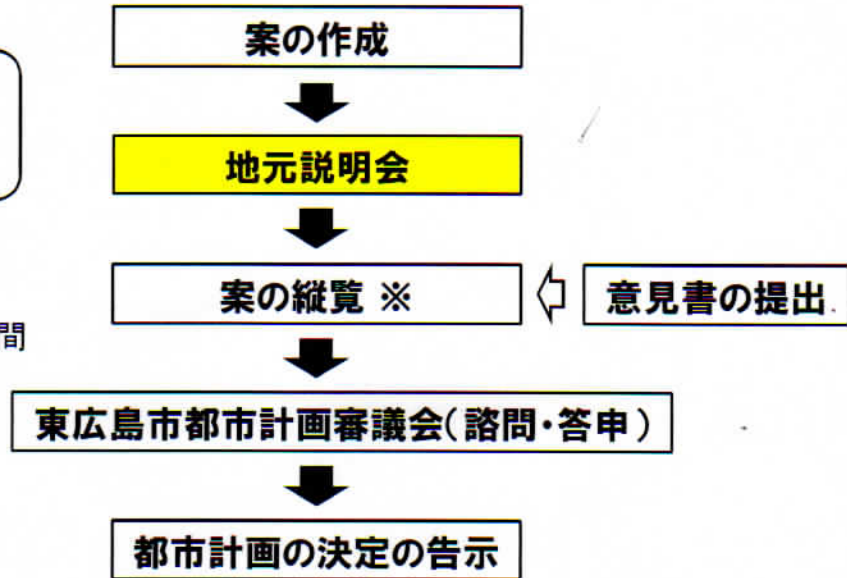 案の作成
地元説明会
案の縦覧 ※
意見書の提出
間
東広島市都市計画審議会(諮問・答申)
都市計画の決定の告示